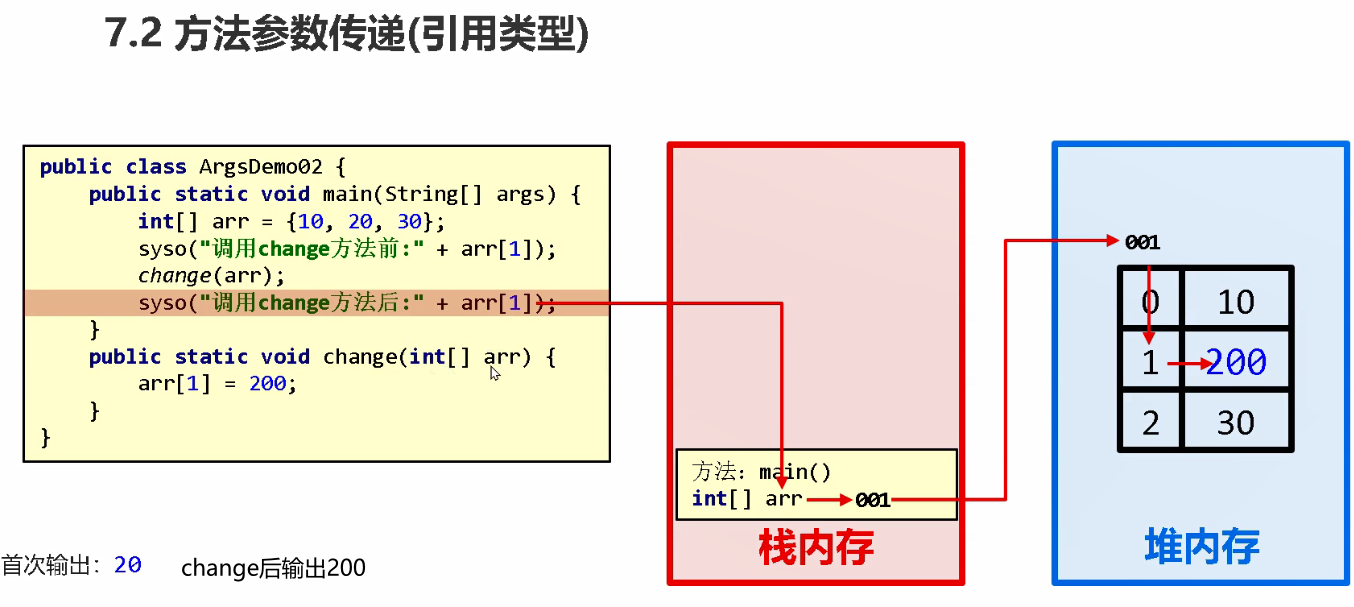 7.2 方法参数传递(引用类型)
public class ArgsDemo02 {
public static void main(String[] args) {
int[] arr = {10, 20, 30};
syso("调用change方法前:" + arr[1]);
change(arr);
syso("调用change方法后:" + arr[1]);
}
public static void change(int[] arr) {
arr[1] = 200;
}
}
首次输出：20
change后输出200
方法：main()
int[] arr 001
栈内存
001
0 10
1 200
2 30
堆内存